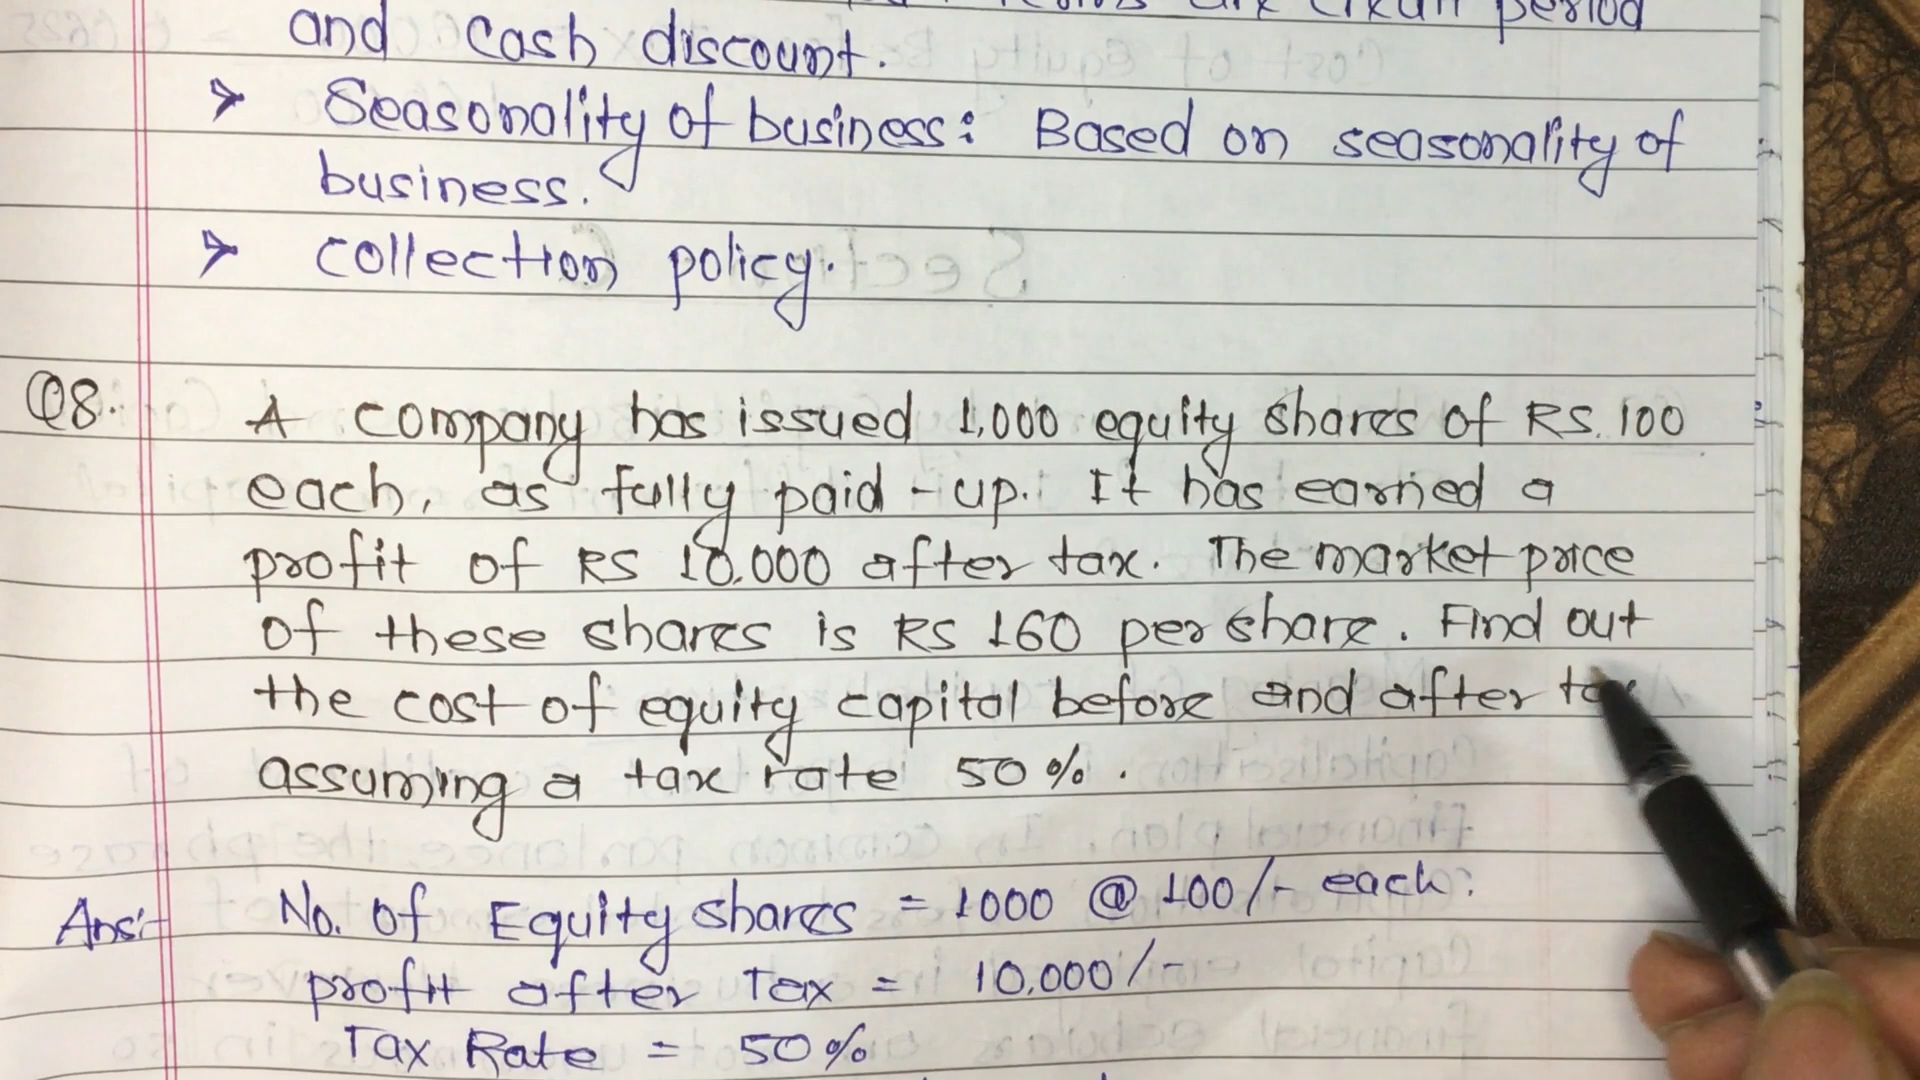 period
and cash discount.
> Seasonality of business: Based on seasonality of
business.
> collection policy.
Q8. A company has issued 1,000 equity shares of RS. 100
each, as fully paid-up. It has earned a
profit of RS 10,000 after tax. The market price
of these shares is RS 160 per share. Find out
the cost of equity capital before and after tax
assuming a tax rate 50%.
Ans:- No. of Equity shares = 1000 @ 100/- each.
profit after Tax = 10,000/-
Tax Rate = 50%